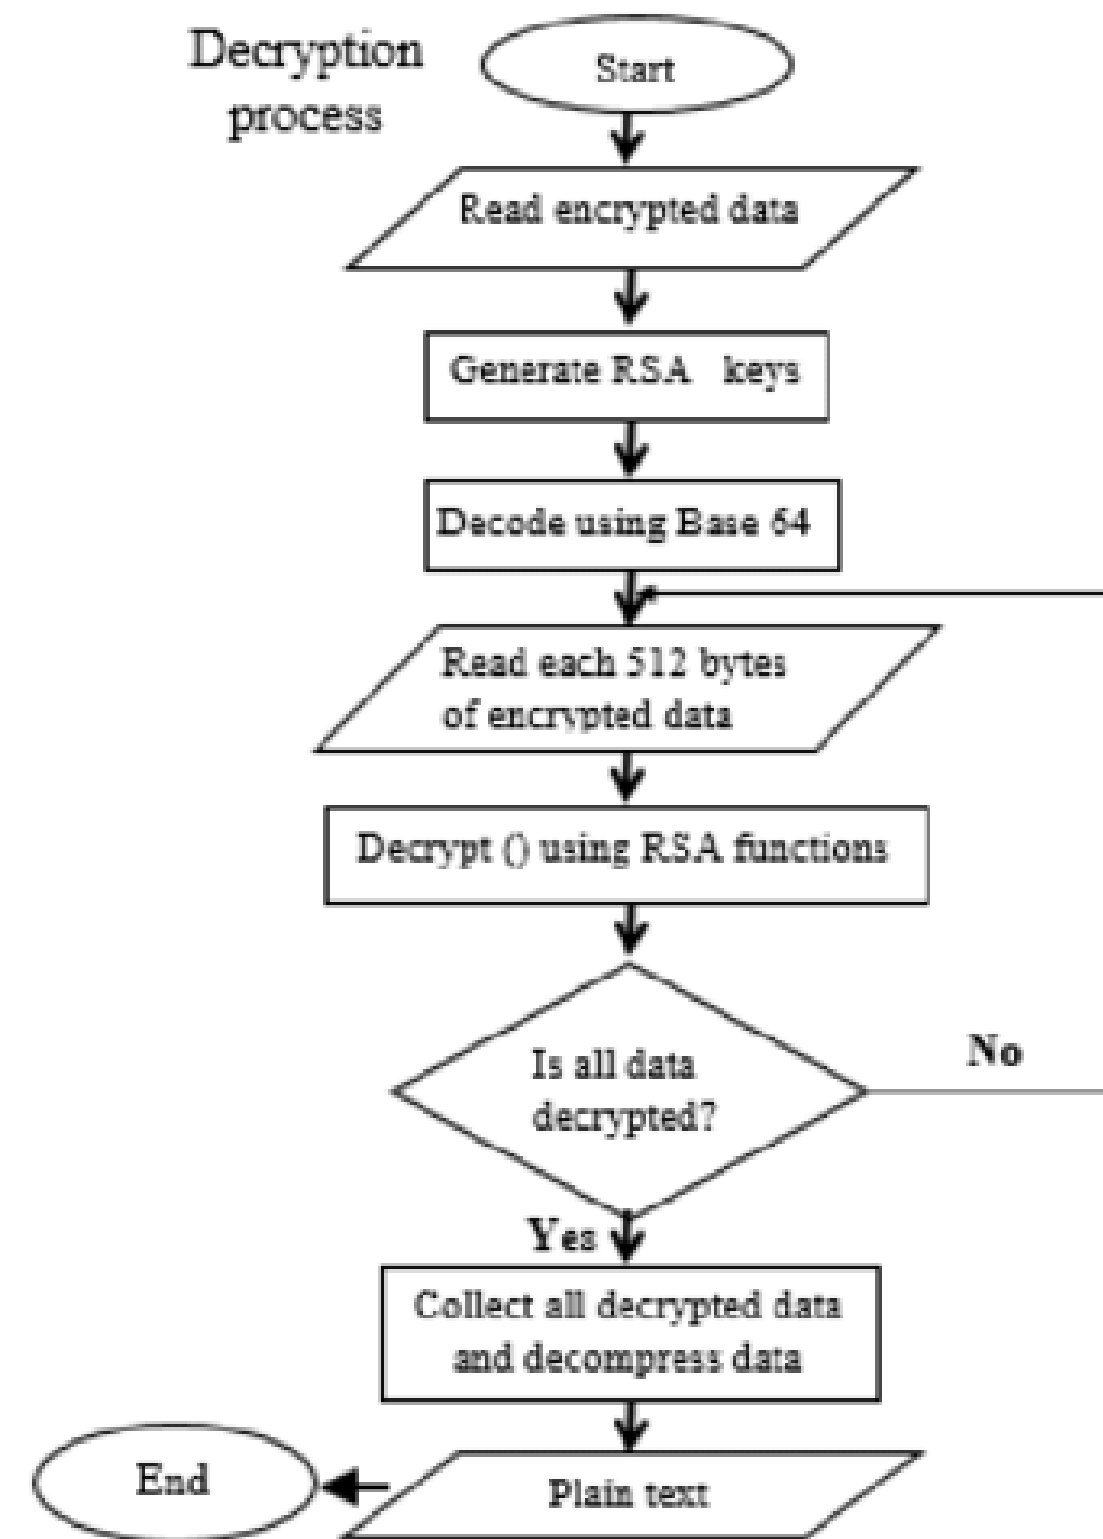 Decryption
process
Start
Read encrypted data
Generate RSA keys
Decode using Base 64
Read each 512 bytes
of encrypted data
Decrypt () using RSA functions
Is all data
decrypted?
No
Yes
Collect all decrypted data
and decompress data
Plain text
End